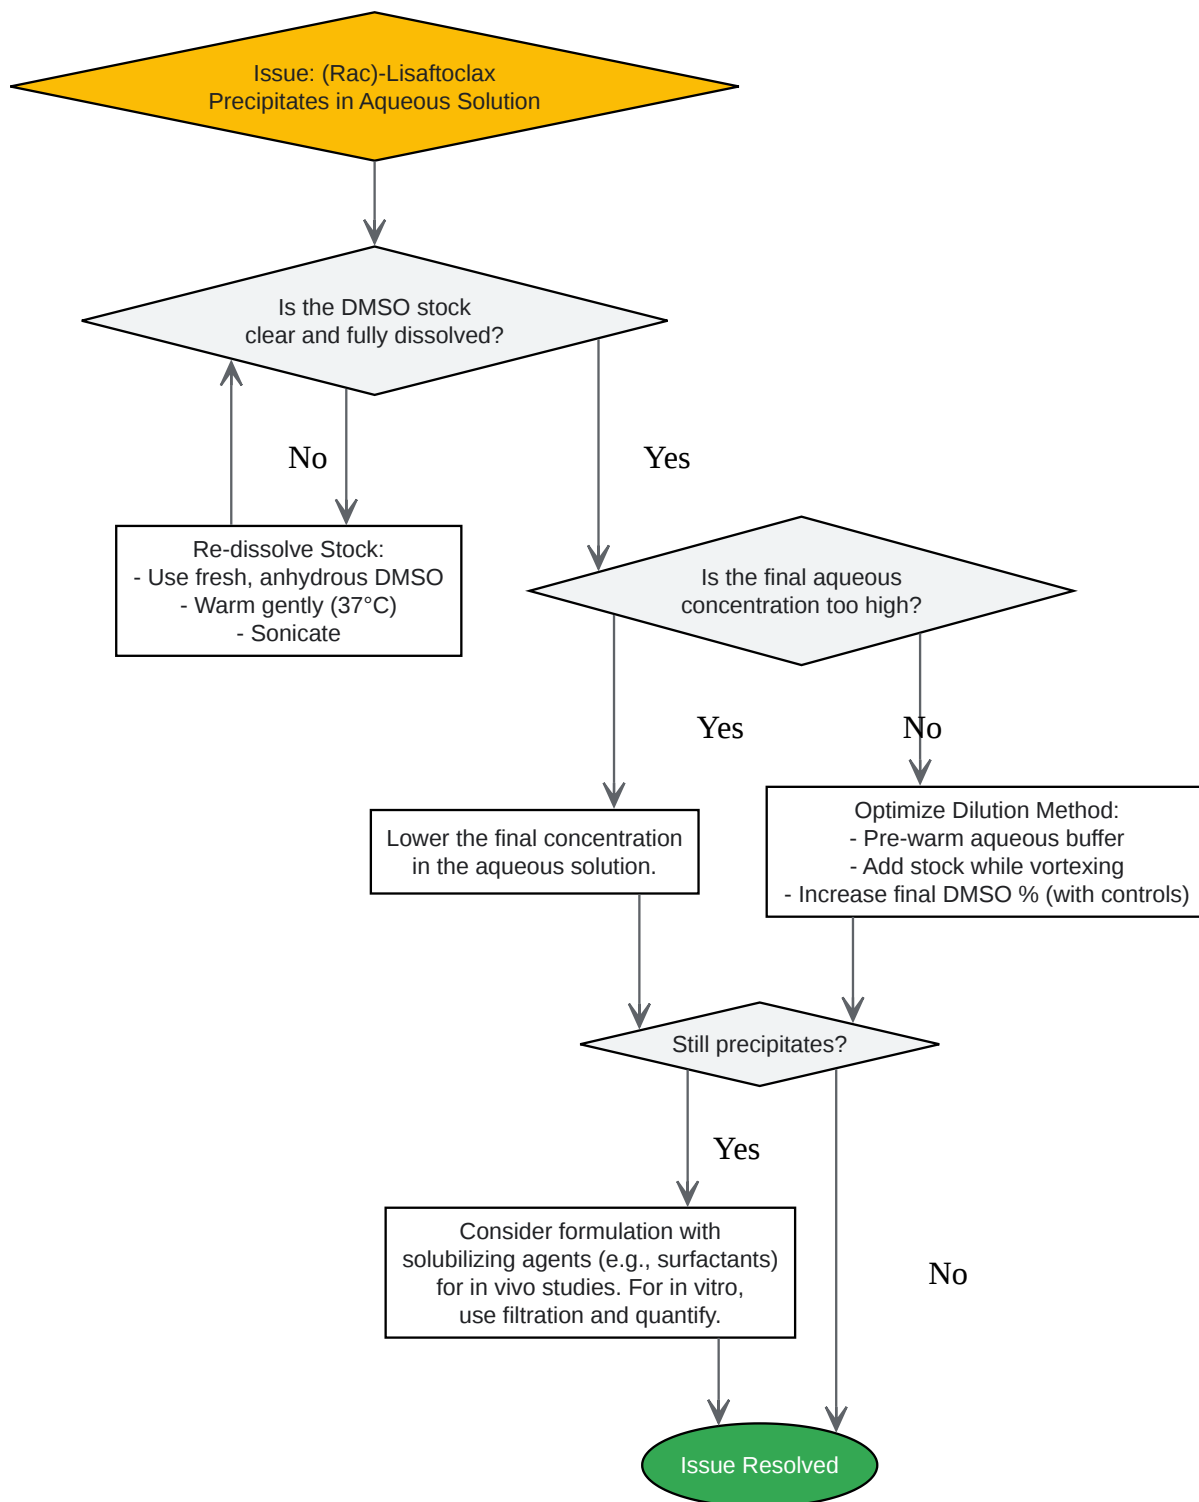 Issue: (Rac)-Lisaftoclax
Precipitates in Aqueous Solution
Is the DMSO stock
clear and fully dissolved?
No
Yes
Re-dissolve Stock:
- Use fresh, anhydrous DMSO
- Warm gently (37°C)
- Sonicate
Is the final aqueous
concentration too high?
Yes
No
Lower the final concentration
in the aqueous solution.
Optimize Dilution Method:
- Pre-warm aqueous buffer
- Add stock while vortexing
- Increase final DMSO % (with controls)
Still precipitates?
Yes
Consider formulation with
solubilizing agents (e.g., surfactants)
for in vivo studies. For in vitro,
use filtration and quantify.
No
Issue Resolved